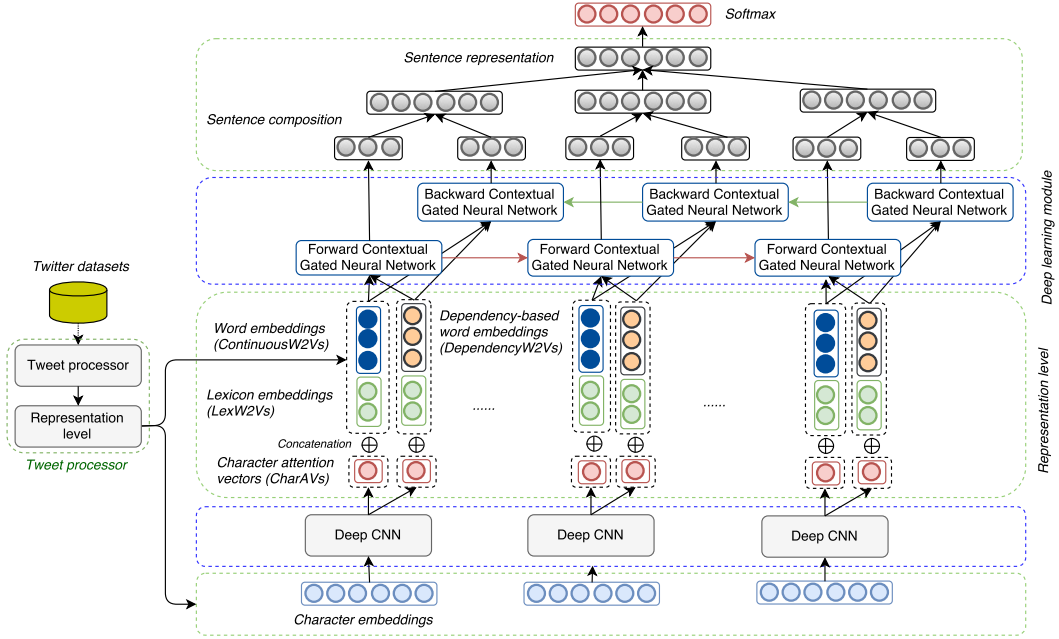 Softmax
Sentence representation
Sentence composition
Backward Contextual
Gated Neural Network
Backward Contextual
Gated Neural Network
Backward Contextual
Gated Neural Network
Forward Contextual
Gated Neural Network
Forward Contextual
Gated Neural Network
Forward Contextual
Gated Neural Network
Deep learning module
Twitter datasets
Tweet processor
Representation
level
Tweet processor
Word embeddings
(ContinuousW2Vs)
Dependency-based
word embeddings
(DependencyW2Vs)
Lexicon embeddings
(LexW2Vs)
......
......
Concatenation
Character attention
vectors (CharAVs)
Representation level
Deep CNN
Deep CNN
Deep CNN
Character embeddings